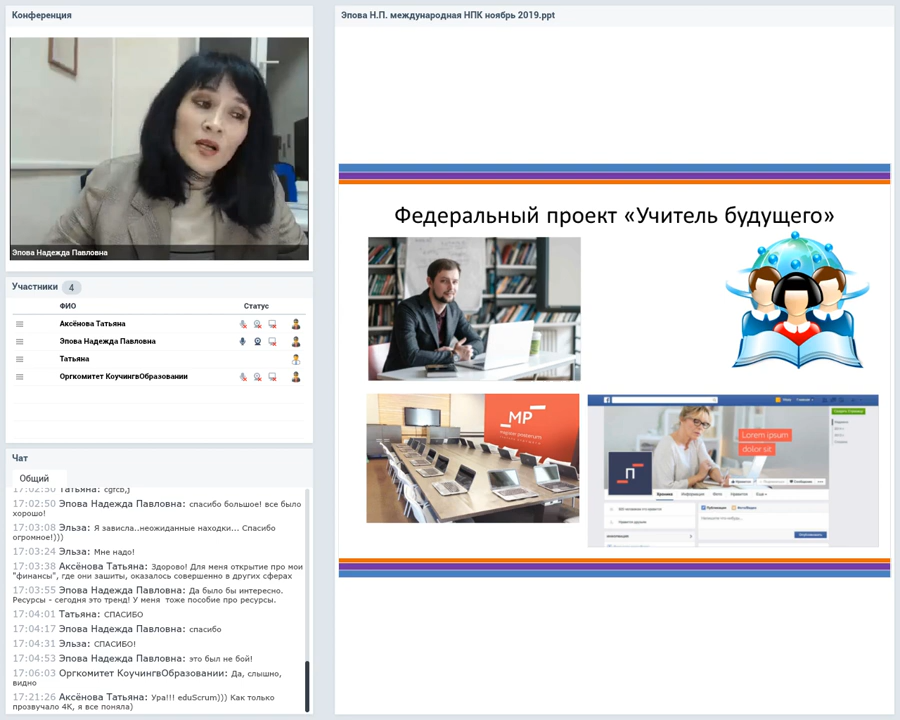 Конференция
Эпова Надежда Павловна
Участники 4
ФИО Статус
Аксёнова Татьяна
Эпова Надежда Павловна
Татьяна
Оргкомитет КоучингвОбразовании
Чат
Общий
17:02:50 Татьяна: cgfcb,)
17:02:50 Эпова Надежда Павловна: спасибо большое! все было
хорошо!
17:03:08 Эльза: Я зависла..неожиданные находки... Спасибо
огромное!)))
17:03:24 Эльза: Мне надо!
17:03:38 Аксёнова Татьяна: Здорово! Для меня открытие про мои
"финансы", где они зашиты, оказалось совершенно в других сферах
17:03:55 Эпова Надежда Павловна: Да было бы интересно.
Ресурсы - сегодня это тренд! У меня тоже пособие про ресурсы.
17:04:01 Татьяна: СПАСИБО
17:04:17 Эпова Надежда Павловна: спасибо
17:04:31 Эльза: СПАСИБО!
17:04:53 Эпова Надежда Павловна: это был не бой!
17:06:03 Оргкомитет КоучингвОбразовании: Да, слышно,
видно
17:21:26 Аксёнова Татьяна: Ура!!! eduScrum))) Как только
прозвучало 4К, я все поняла)
Эпова Н.П. международная НПК ноябрь 2019.ppt
Федеральный проект «Учитель будущего»
МР
Lorem ipsum
dolor sit
П